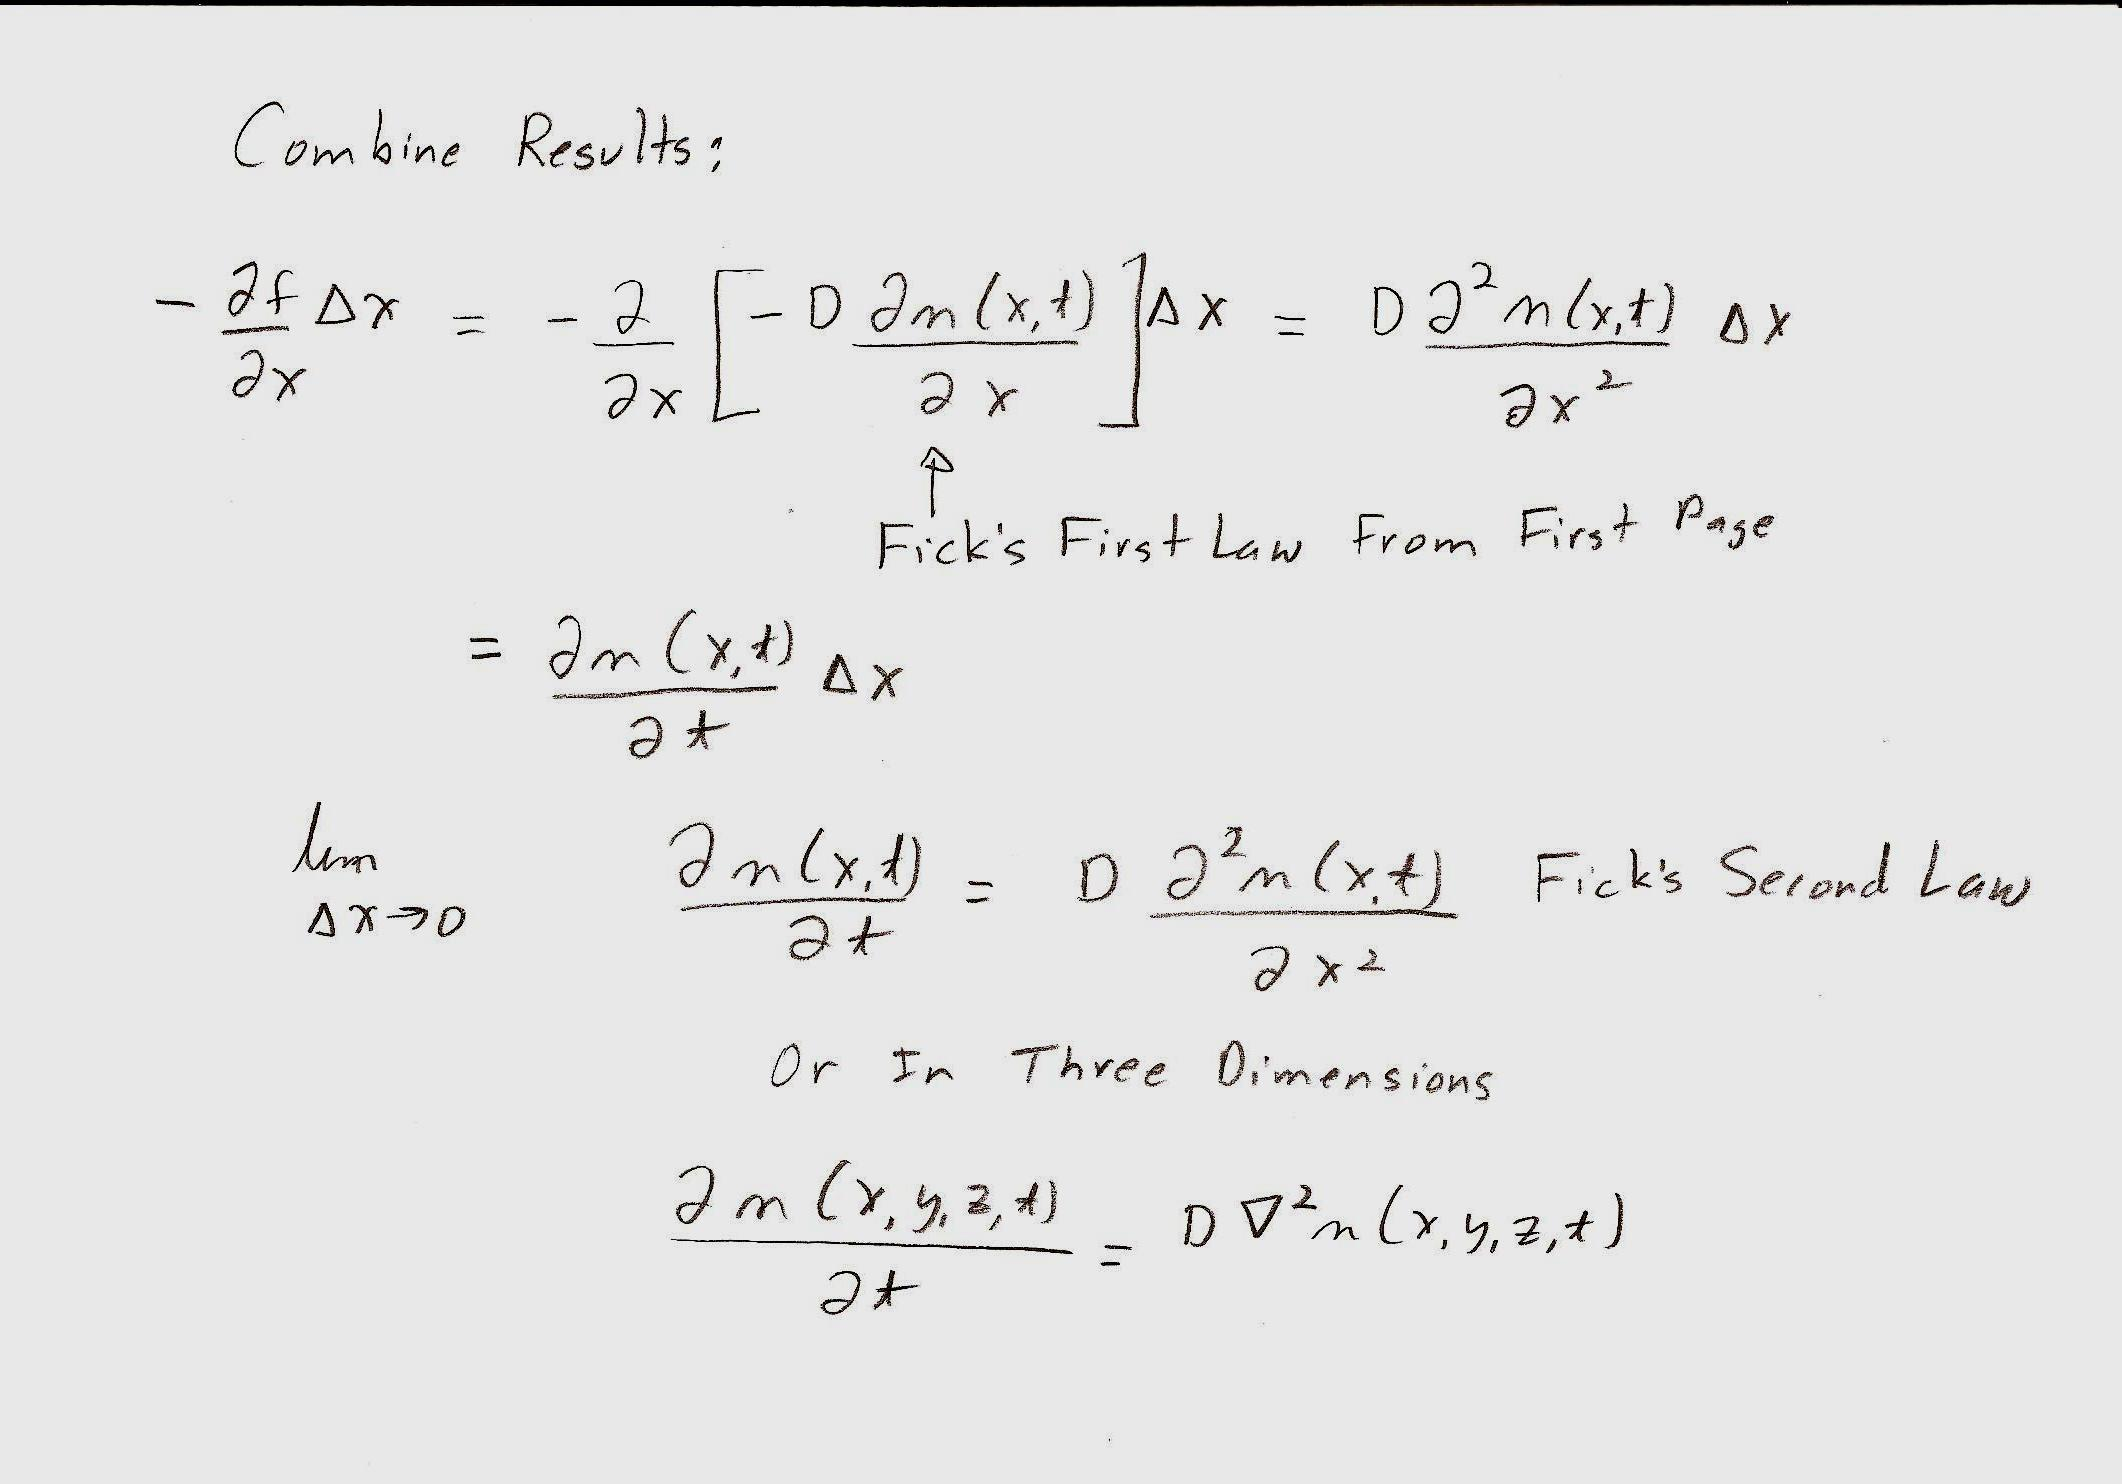 Combine Results:
- ∂f/∂x Δx = - ∂/∂x [ - D ∂n(x,t)/∂x ] Δx = D ∂²n(x,t)/∂x² Δx
↑
Fick's First Law From First Page
= ∂n(x,t)/∂t Δx
lim Δx→0 ∂n(x,t)/∂t = D ∂²n(x,t)/∂x² Fick's Second Law
Or In Three Dimensions
∂n(x,y,z,t)/∂t = D ∇²n(x,y,z,t)